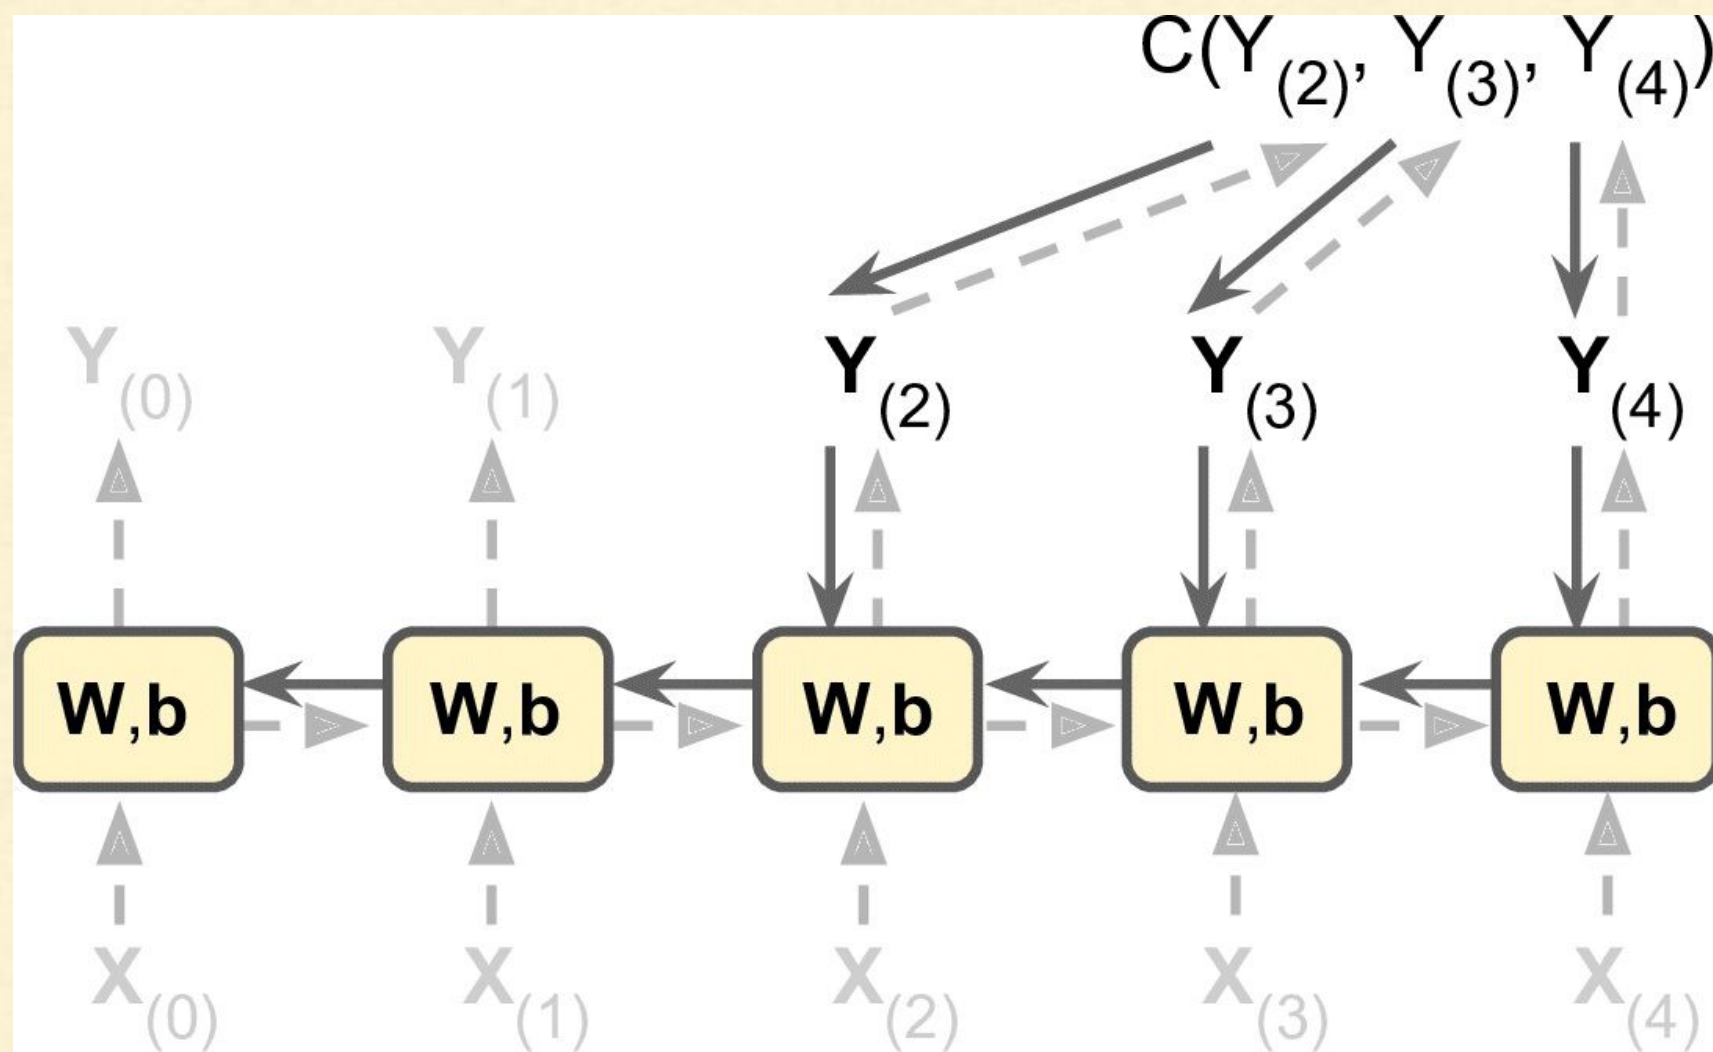 C(Y(2), Y(3), Y(4))
Y(0) Y(1) Y(2) Y(3) Y(4)
W,b W,b W,b W,b W,b
X(0) X(1) X(2) X(3) X(4)